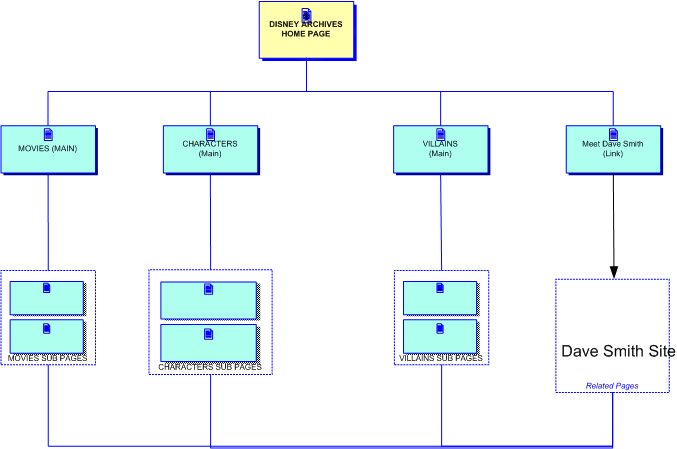 DISNEY ARCHIVES
HOME PAGE
MOVIES (MAIN)
CHARACTERS
(Main)
VILLAINS
(Main)
Meet Dave Smith
(Link)
MOVIES SUB PAGES
CHARACTERS SUB PAGES
VILLAINS SUB PAGES
Dave Smith Site
Related Pages